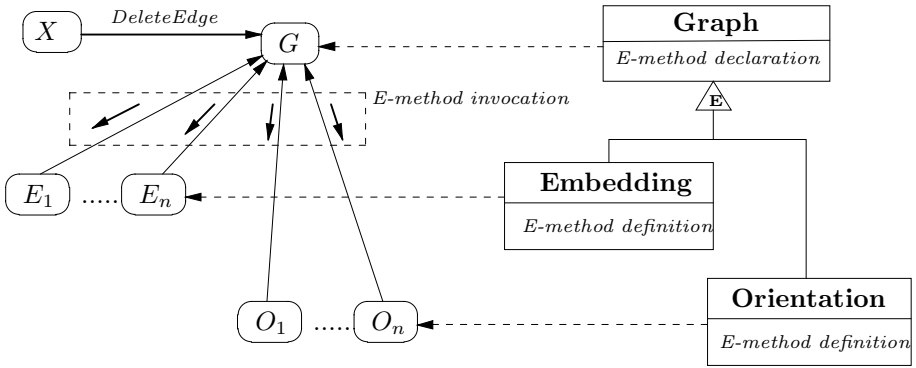 X
DeleteEdge
G
Graph
E-method declaration
E
E-method invocation
E1 ..... En
Embedding
E-method definition
O1 ..... On
Orientation
E-method definition